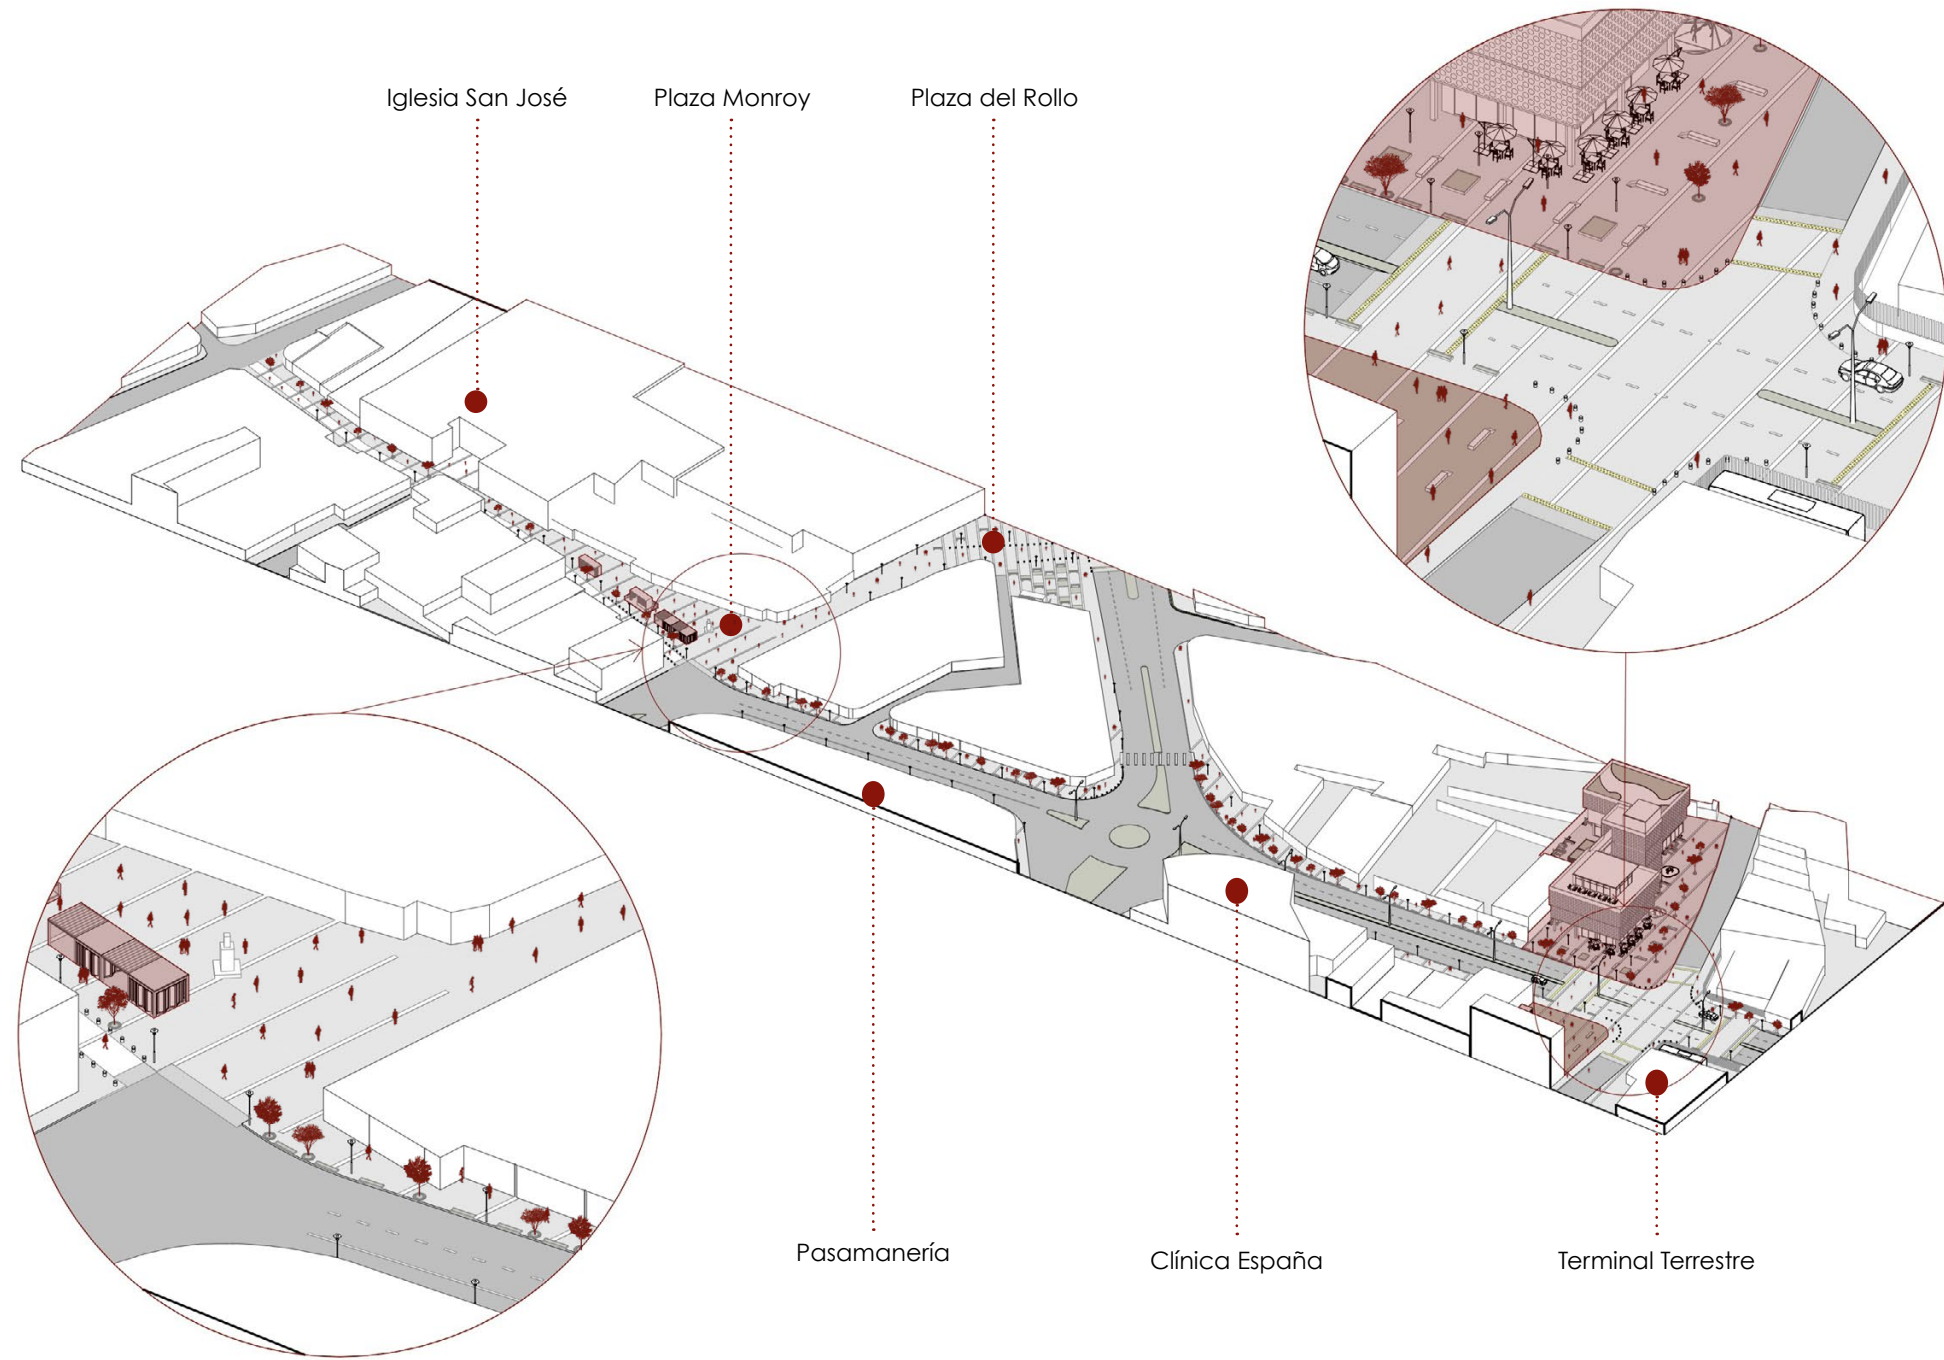 Iglesia San José
Plaza Monroy
Plaza del Rollo
Pasamanería
Clínica España
Terminal Terrestre